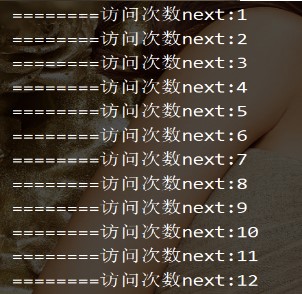 ========访问次数next:1
========访问次数next:2
========访问次数next:3
========访问次数next:4
========访问次数next:5
========访问次数next:6
========访问次数next:7
========访问次数next:8
========访问次数next:9
========访问次数next:10
========访问次数next:11
========访问次数next:12